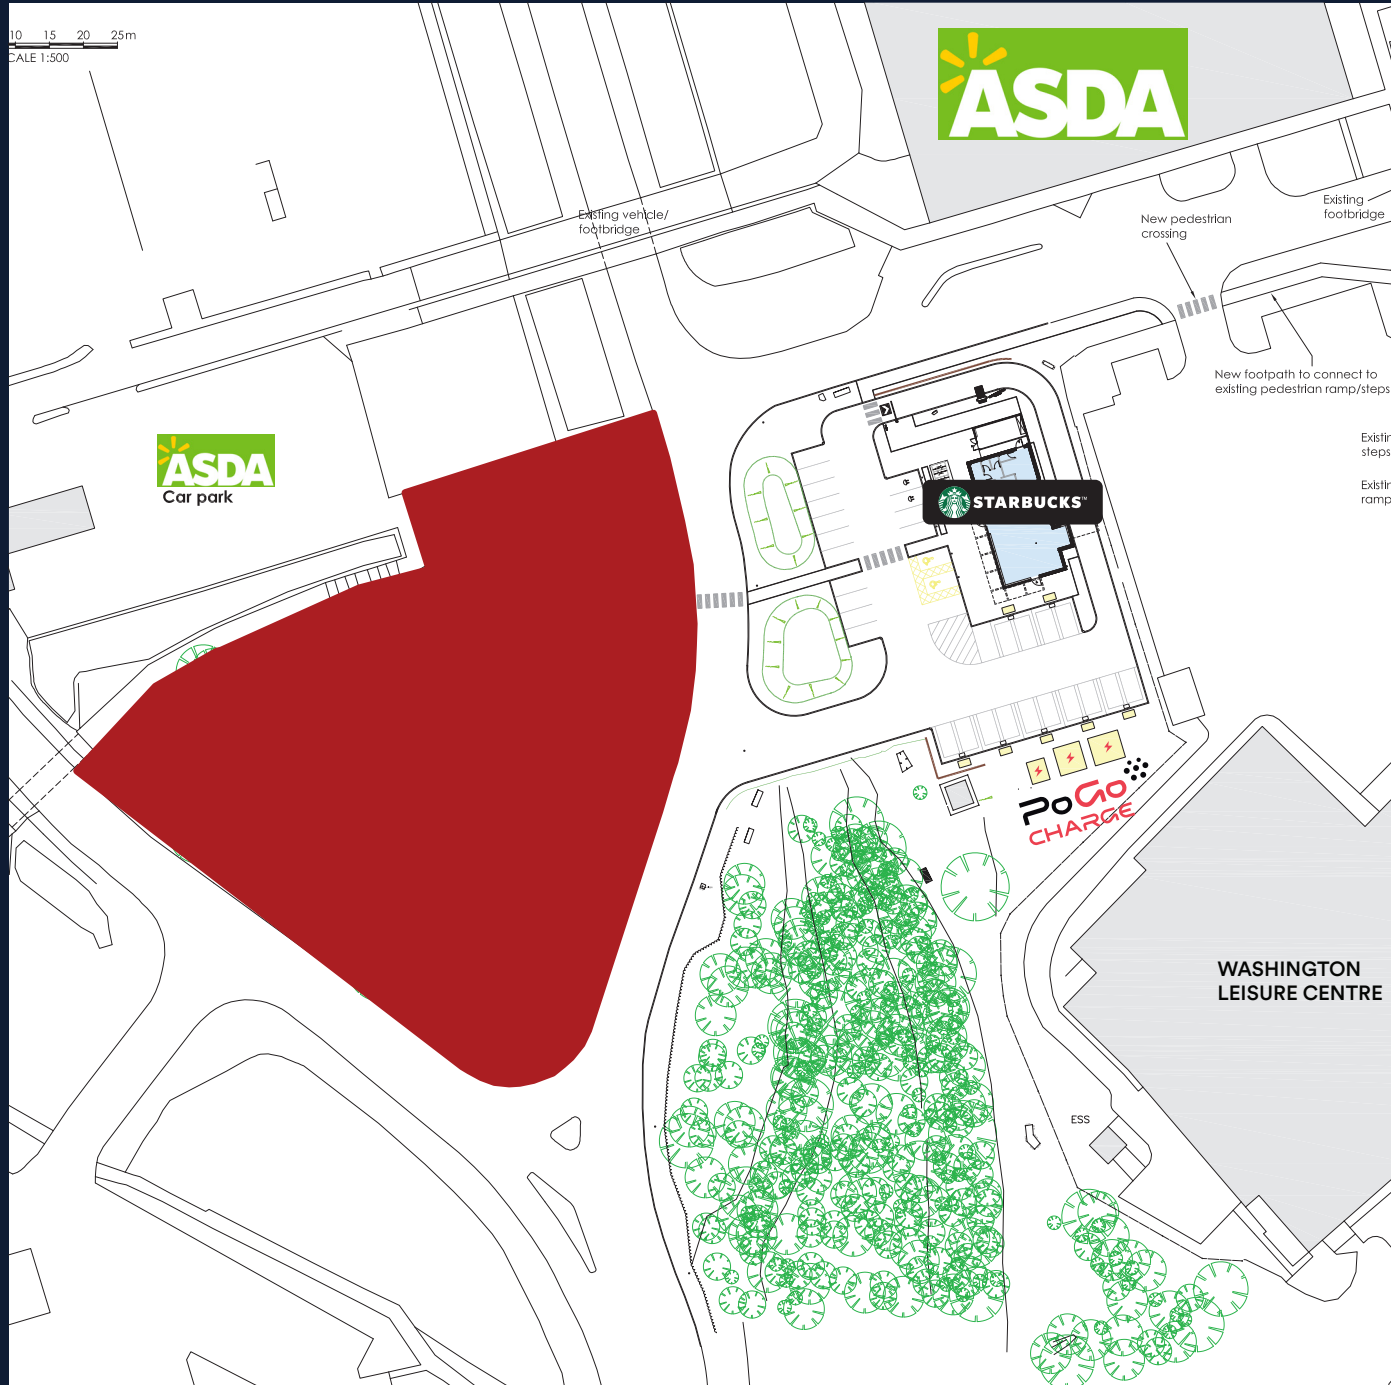 10 15 20 25m
CALE 1:500
ASDA
Existing vehicle/
footbridge
New pedestrian
crossing
Existing
footbridge
New footpath to connect to
existing pedestrian ramp/steps
ASDA
Car park
Existin
steps
Existin
ramp
STARBUCKS™
PoGo
CHARGE
WASHINGTON
LEISURE CENTRE
ESS